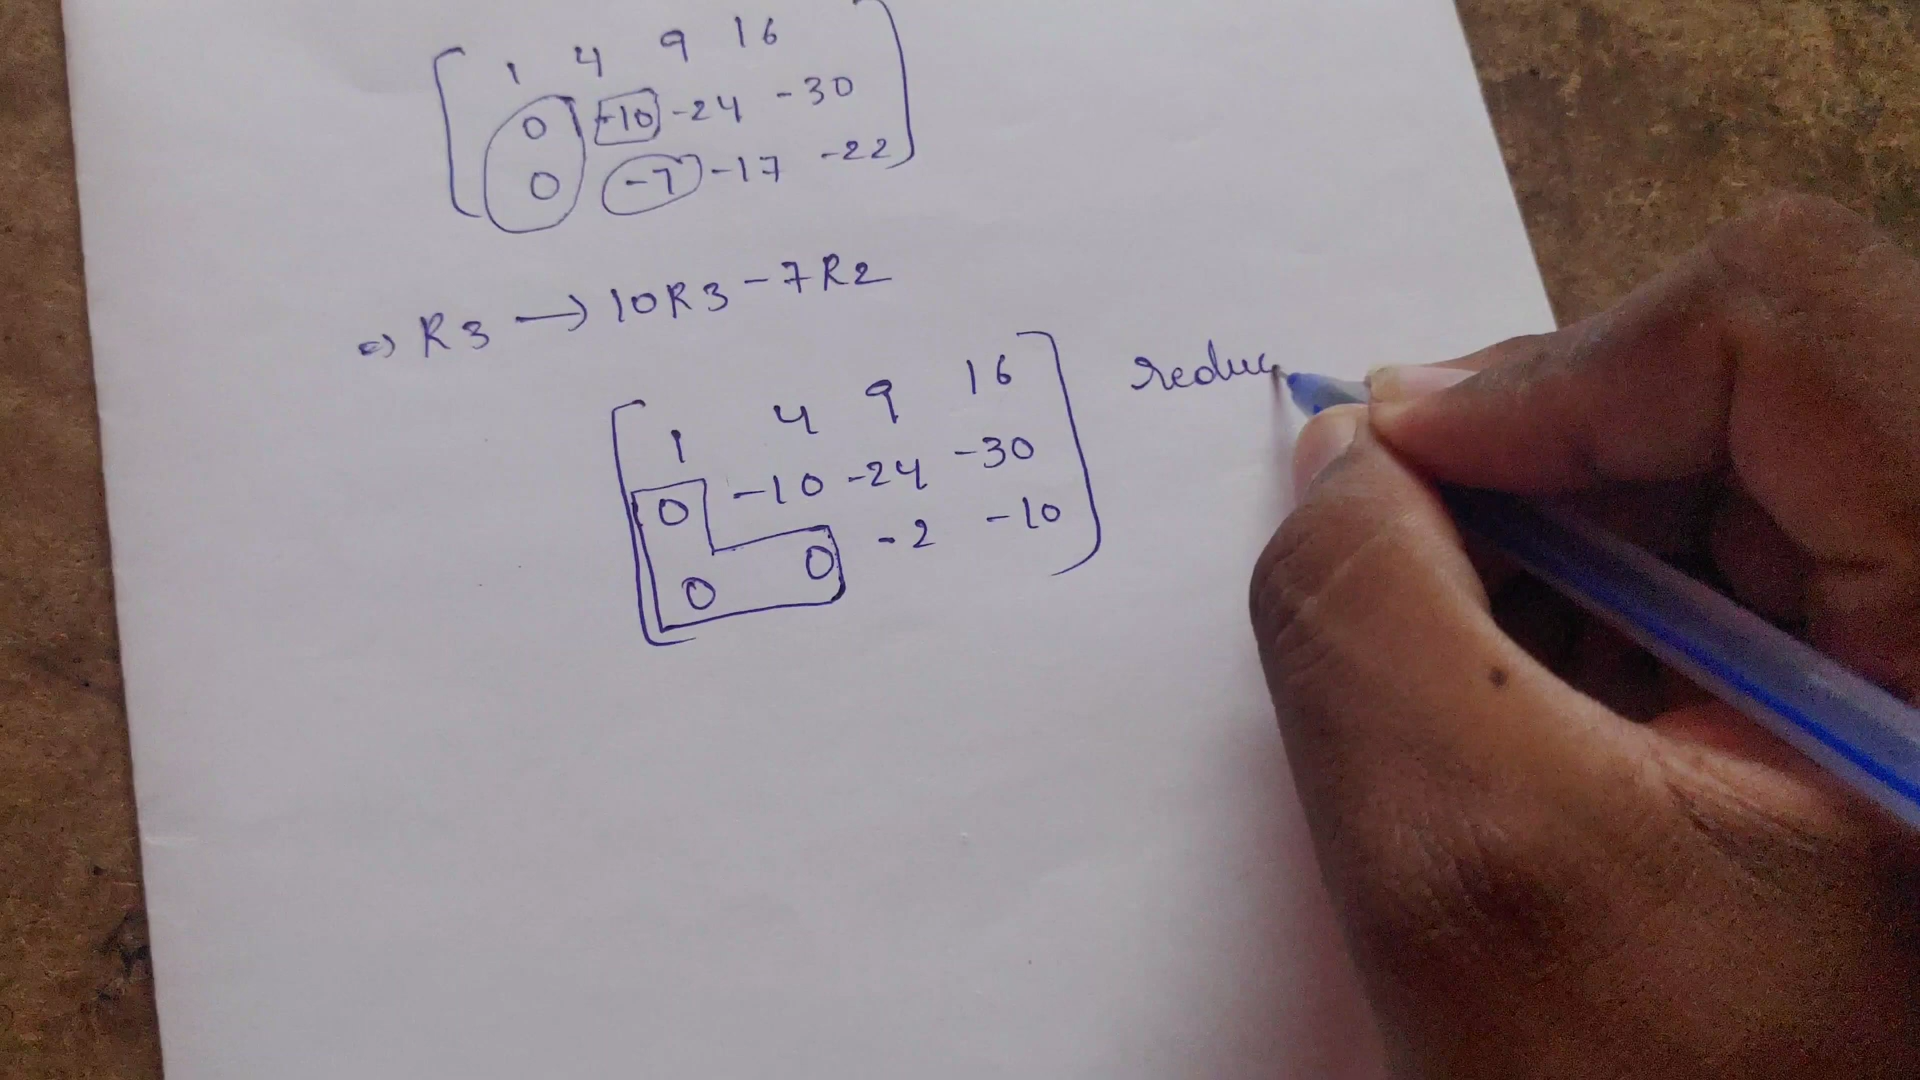 1 4 9 16
0 -10 -24 -30
0 -7 -17 -22
⇒ R3 → 10R3 - 7R2
1 4 9 16
0 -10 -24 -30
0 0 -2 -10
reduc